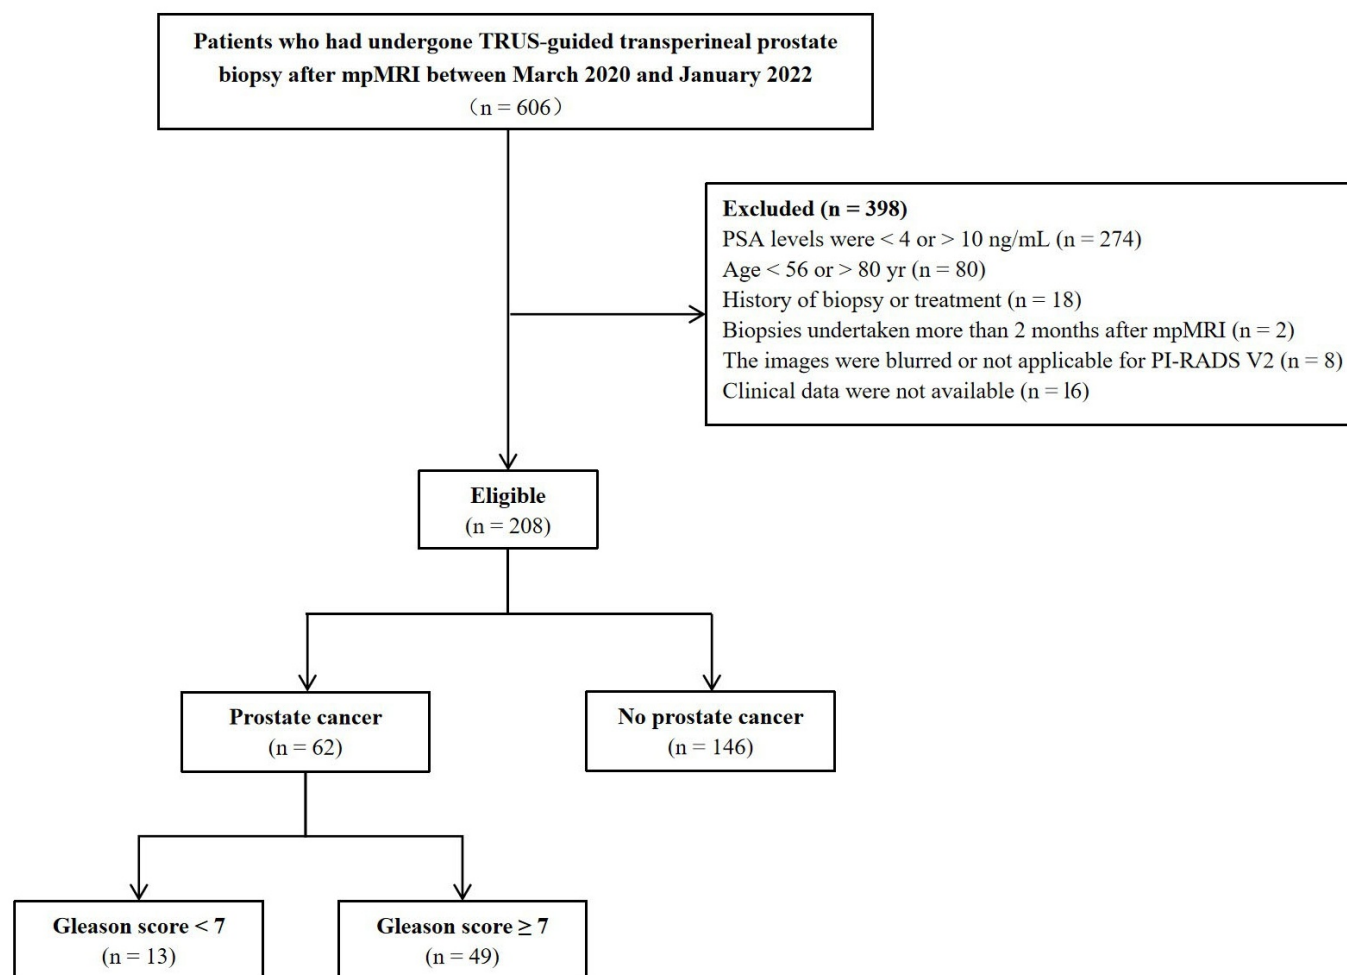 Patients who had undergone TRUS-guided transperineal prostate
biopsy after mpMRI between March 2020 and January 2022
（n = 606）
Excluded (n = 398)
PSA levels were < 4 or > 10 ng/mL (n = 274)
Age < 56 or > 80 yr (n = 80)
History of biopsy or treatment (n = 18)
Biopsies undertaken more than 2 months after mpMRI (n = 2)
The images were blurred or not applicable for PI-RADS V2 (n = 8)
Clinical data were not available (n = l6)
Eligible
(n = 208)
Prostate cancer
(n = 62)
No prostate cancer
(n = 146)
Gleason score < 7
(n = 13)
Gleason score ≥ 7
(n = 49)